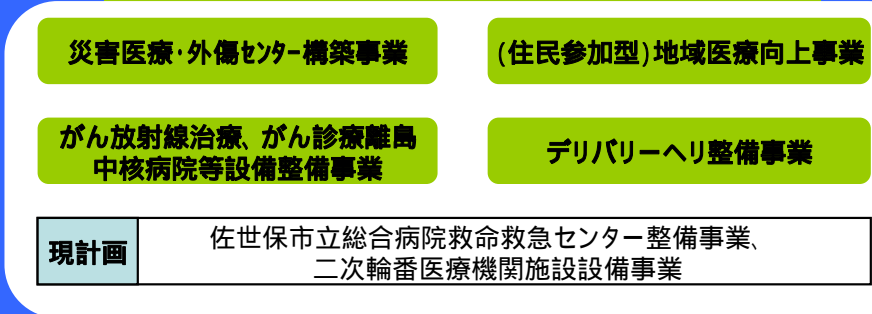 災害医療・外傷センター構築事業
(住民参加型)地域医療向上事業
がん放射線治療、がん診療離島
中核病院等設備整備事業
デリバリーヘリ整備事業
現計画
佐世保市立総合病院救命救急センター整備事業、
二次輪番医療機関施設設備事業